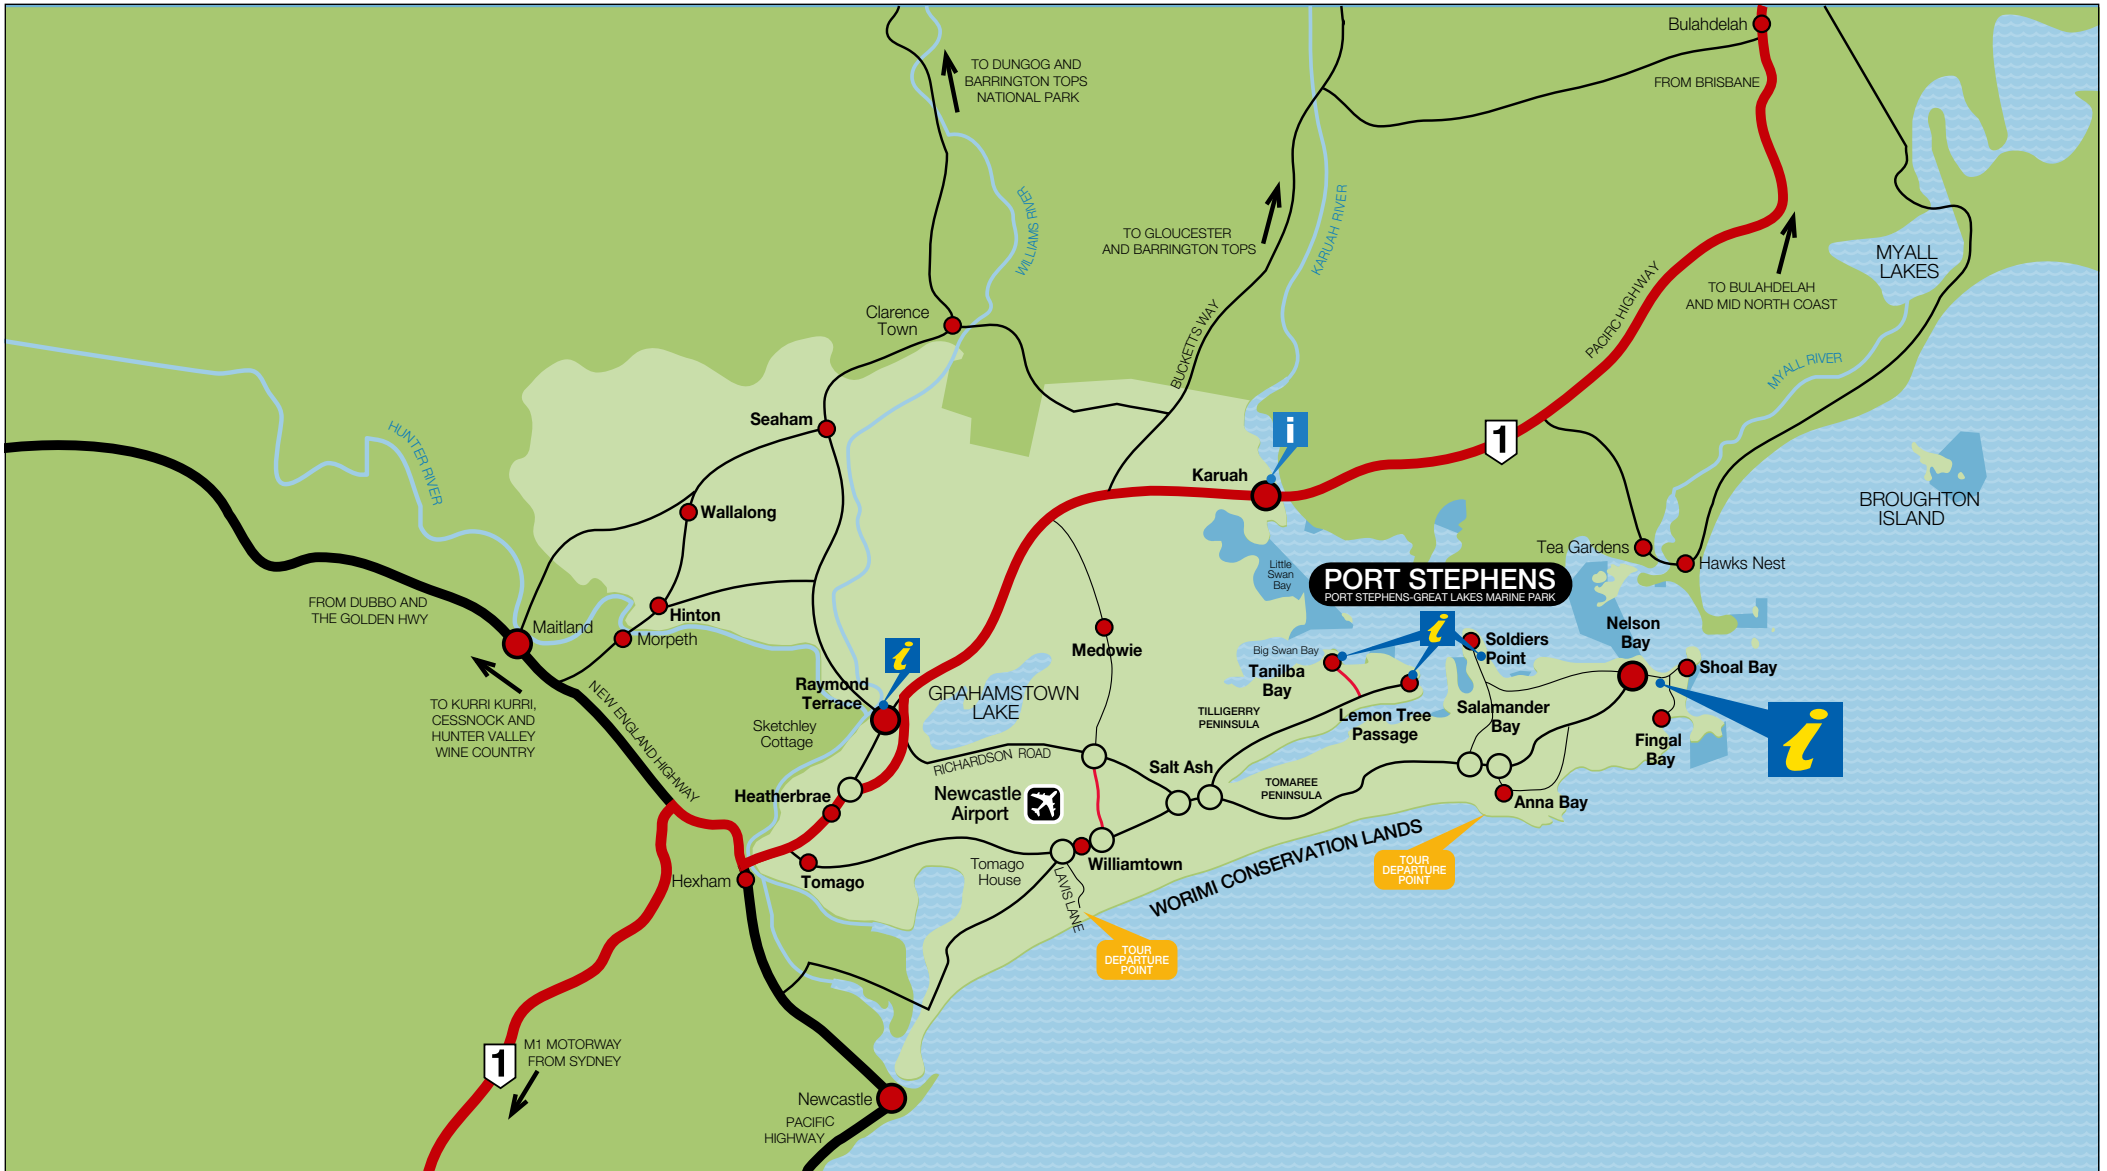 Bulahdelah
TO DUNGOG AND
BARRINGTON TOPS
NATIONAL PARK
FROM BRISBANE
WILLIAMS RIVER
KARUAH RIVER
TO GLOUCESTER
AND BARRINGTON TOPS
MYALL
LAKES
PACIRC HIGHWAY
TO BULAHDELAH
AND MID NORTH COAST
Clarence
Town
BUCKETTS WAY
MYALL RIVER
Seaham
HUNTER RIVER
i
1
Karuah
Wallalong
BROUGHTON
ISLAND
Tea Gardens
Hawks Nest
Little
Swan
Bay
PORT STEPHENS
PORT STEPHENS-GREAT LAKES MARINE PARK
FROM DUBBO AND
THE GOLDEN HWY
Hinton
Maitland
Morpeth
Medowie
i
i
Soldiers
Point
Nelson
Bay
Big Swan Bay
Tanilba
Bay
Shoal Bay
Raymond
Terrace
GRAHAMSTOWN
LAKE
TO KURRI KURRI,
CESSNOCK AND
HUNTER VALLEY
WINE COUNTRY
NEW ENGLAND HIGHWAY
Sketchley
Cottage
TILLIGERRY
PENINSULA
Lemon Tree
Passage
Salamander
Bay
Fingal
Bay
i
RICHARDSON ROAD
Salt Ash
Heatherbrae
Newcastle
Airport
TOMAREE
PENINSULA
Anna Bay
WORIMI CONSERVATION LANDS
TOUR
DEPARTURE
POINT
Hexham
Tomago
Tomago
House
Williamtown
LAVIS LANE
TOUR
DEPARTURE
POINT
1
M1 MOTORWAY
FROM SYDNEY
Newcastle
PACIFIC
HIGHWAY